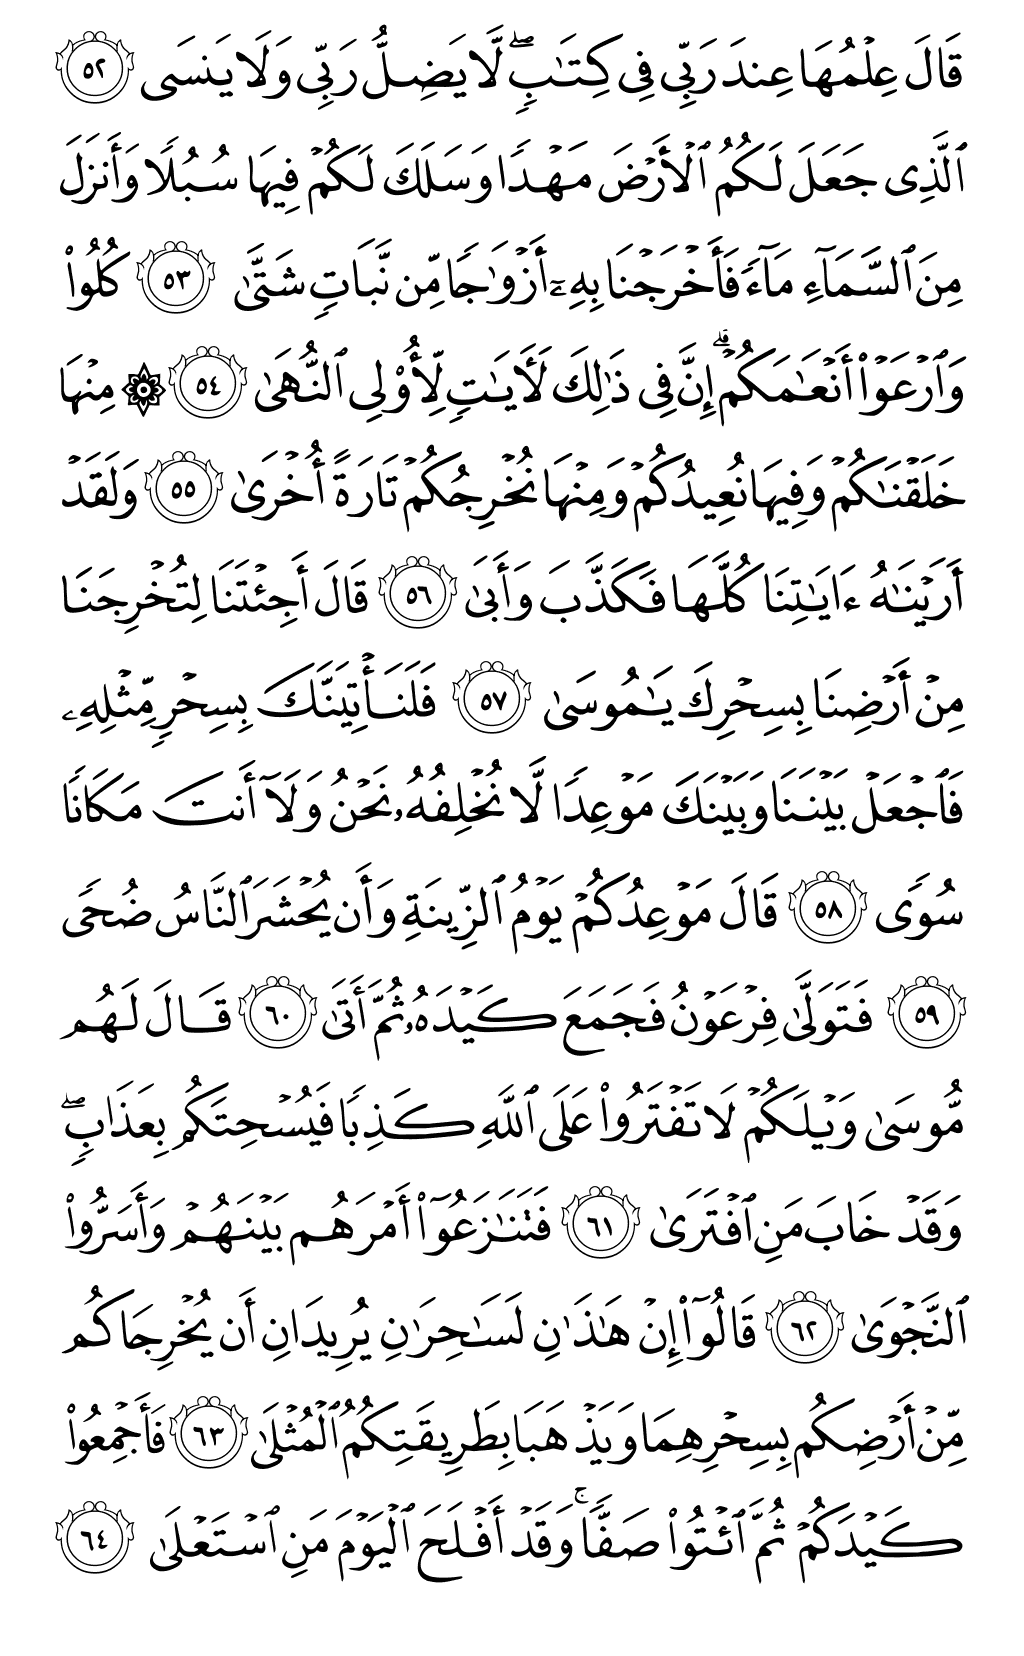 قَالَ عِلْمُهَا عِندَ رَبِّى فِى كِتَـٰبٍۢ ۖ لَّا يَضِلُّ رَبِّى وَلَا يَنسَى ٥٢
ٱلَّذِى جَعَلَ لَكُمُ ٱلْأَرْضَ مَهْدًۭا وَسَلَكَ لَكُمْ فِيهَا سُبُلًۭا وَأَنزَلَ
مِنَ ٱلسَّمَآءِ مَآءًۭ فَأَخْرَجْنَا بِهِۦٓ أَزْوَٰجًۭا مِّن نَّبَاتٍۢ شَتَّىٰ ٥٣ كُلُوا۟
وَٱرْعَوْا۟ أَنْعَـٰمَكُمْ ۗ إِنَّ فِى ذَٰلِكَ لَـَٔايَـٰتٍۢ لِّأُو۟لِى ٱلنُّهَىٰ ٥٤ ۞ مِنْهَا
خَلَقْنَـٰكُمْ وَفِيهَا نُعِيدُكُمْ وَمِنْهَا نُخْرِجُكُمْ تَارَةً أُخْرَىٰ ٥٥ وَلَقَدْ
أَرَيْنَـٰهُ ءَايَـٰتِنَا كُلَّهَا فَكَذَّبَ وَأَبَىٰ ٥٦ قَالَ أَجِئْتَنَا لِتُخْرِجَنَا
مِنْ أَرْضِنَا بِسِحْرِكَ يَـٰمُوسَىٰ ٥٧ فَلَنَأْتِيَنَّكَ بِسِحْرٍۢ مِّثْلِهِۦ
فَٱجْعَلْ بَيْنَنَا وَبَيْنَكَ مَوْعِدًۭا لَّا نُخْلِفُهُۥ نَحْنُ وَلَآ أَنتَ مَكَانًۭا
سُوًۭى ٥٨ قَالَ مَوْعِدُكُمْ يَوْمُ ٱلزِّينَةِ وَأَن يُحْشَرَ ٱلنَّاسُ ضُحًۭى
٥٩ فَتَوَلَّىٰ فِرْعَوْنُ فَجَمَعَ كَيْدَهُۥ ثُمَّ أَتَىٰ ٦٠ قَالَ لَهُم
مُّوسَىٰ وَيْلَكُمْ لَا تَفْتَرُوا۟ عَلَى ٱللَّهِ كَذِبًۭا فَيُسْحِتَكُم بِعَذَابٍۢ ۖ
وَقَدْ خَابَ مَنِ ٱفْتَرَىٰ ٦١ فَتَنَـٰزَعُوٓا۟ أَمْرَهُم بَيْنَهُمْ وَأَسَرُّوا۟
ٱلنَّجْوَىٰ ٦٢ قَالُوٓا۟ إِنْ هَـٰذَٰنِ لَسَـٰحِرَٰنِ يُرِيدَانِ أَن يُخْرِجَاكُم
مِّنْ أَرْضِكُم بِسِحْرِهِمَا وَيَذْهَبَا بِطَرِيقَتِكُمُ ٱلْمُثْلَىٰ ٦٣ فَأَجْمِعُوا۟
كَيْدَكُمْ ثُمَّ ٱئْتُوا۟ صَفًّۭا ۚ وَقَدْ أَفْلَحَ ٱلْيَوْمَ مَنِ ٱسْتَعْلَىٰ ٦٤